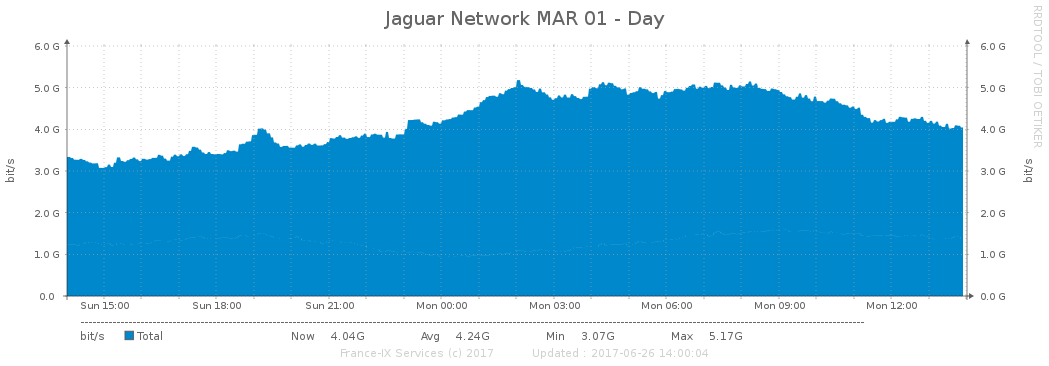 Jaguar Network MAR 01 - Day
RRDTOOL / TOBI OETIKER
6.0 G 6.0 G
5.0 G 5.0 G
4.0 G 4.0 G
3.0 G 3.0 G
2.0 G 2.0 G
1.0 G 1.0 G
0.0 0.0 G
bit/s
bit/s
Sun 15:00 Sun 18:00 Sun 21:00 Mon 00:00 Mon 03:00 Mon 06:00 Mon 09:00 Mon 12:00
bit/s Total Now 4.04G Avg 4.24G Min 3.07G Max 5.17G
France-IX Services (c) 2017 Updated : 2017-06-26 14:00:04